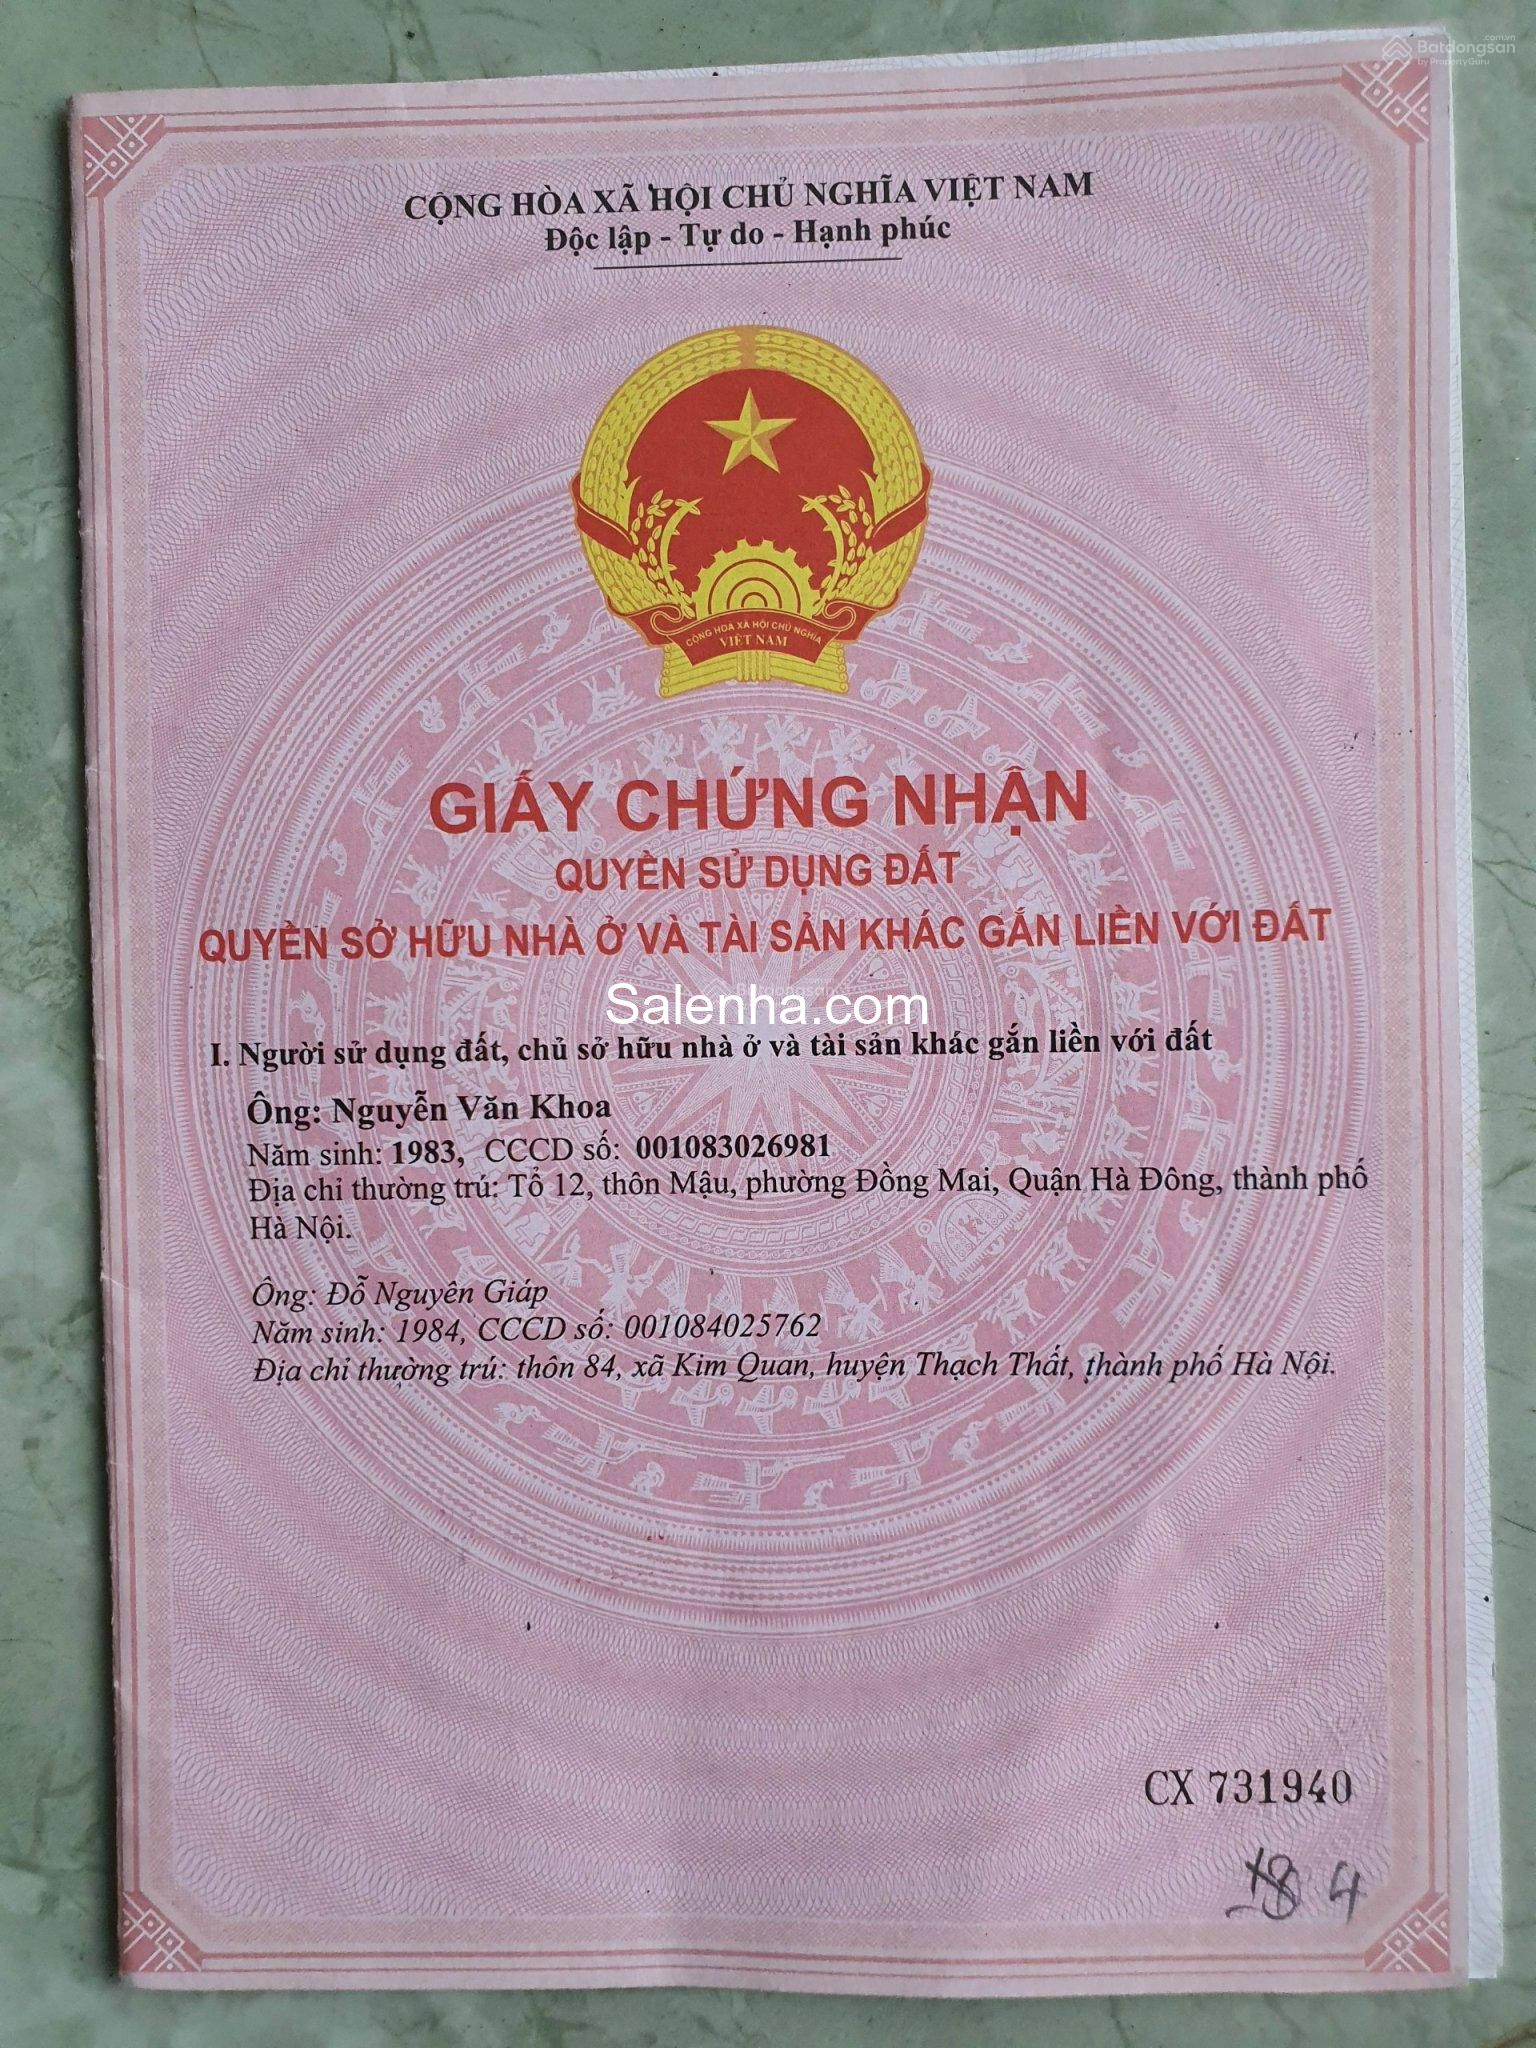 Batdongsan
.com.vn
by PropertyGuru
CỘNG HÒA XÃ HỘI CHỦ NGHĨA VIỆT NAM
Độc lập - Tự do - Hạnh phúc
CỘNG HOÀ XÃ HỘI CHỦ NGHĨA
VIỆT NAM
GIẤY CHỨNG NHẬN
QUYỀN SỬ DỤNG ĐẤT
QUYỀN SỞ HỮU NHÀ Ở VÀ TÀI SẢN KHÁC GẮN LIỀN VỚI ĐẤT
Salenha.com
I. Người sử dụng đất, chủ sở hữu nhà ở và tài sản khác gắn liền với đất
Ông: Nguyễn Văn Khoa
Năm sinh: 1983, CCCD số: 001083026981
Địa chỉ thường trú: Tổ 12, thôn Mậu, phường Đồng Mai, Quận Hà Đông, thành phố
Hà Nội.
Ông: Đỗ Nguyên Giáp
Năm sinh: 1984, CCCD số: 001084025762
Địa chỉ thường trú: thôn 84, xã Kim Quan, huyện Thạch Thất, thành phố Hà Nội.
CX 731940